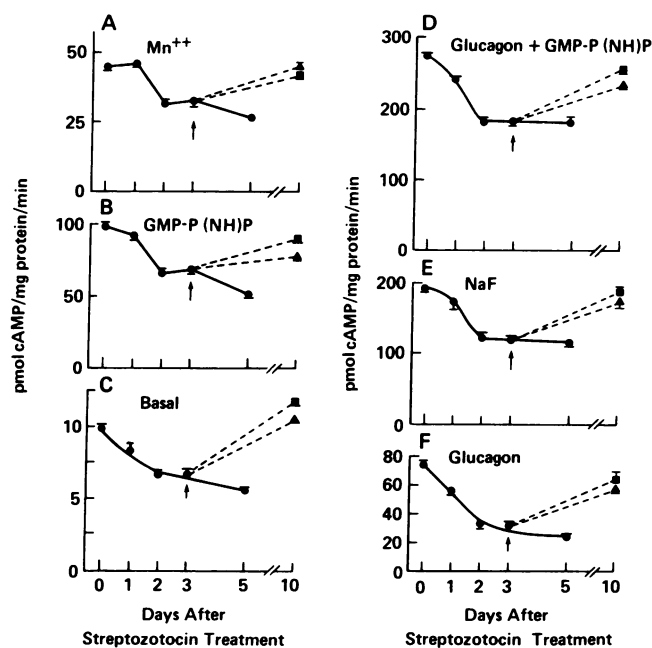 A
Mn++
50
25
0
B
GMP-P (NH)P
100
50
0
C
Basal
10
5
0
0 1 2 3 5 10
Days After
Streptozotocin Treatment
pmol cAMP/mg protein/min
D
Glucagon + GMP-P (NH)P
300
200
100
0
E
NaF
200
100
0
F
Glucagon
80
60
40
20
0
0 1 2 3 5 10
Days After
Streptozotocin Treatment
pmol cAMP/mg protein/min